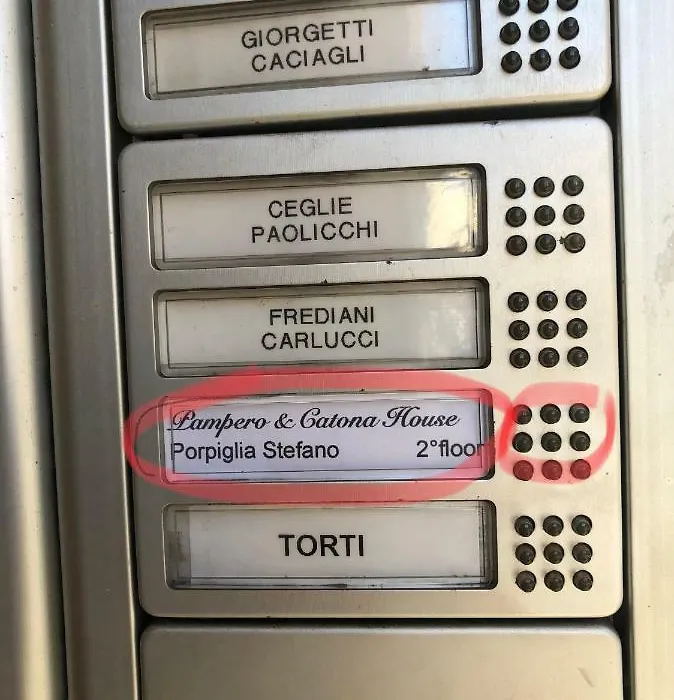 GIORGETTI
CACIAGLI
CEGLIE
PAOLICCHI
FREDIANI
CARLUCCI
Pampero & Catona House
Porpiglia Stefano 2°floor
TORTI